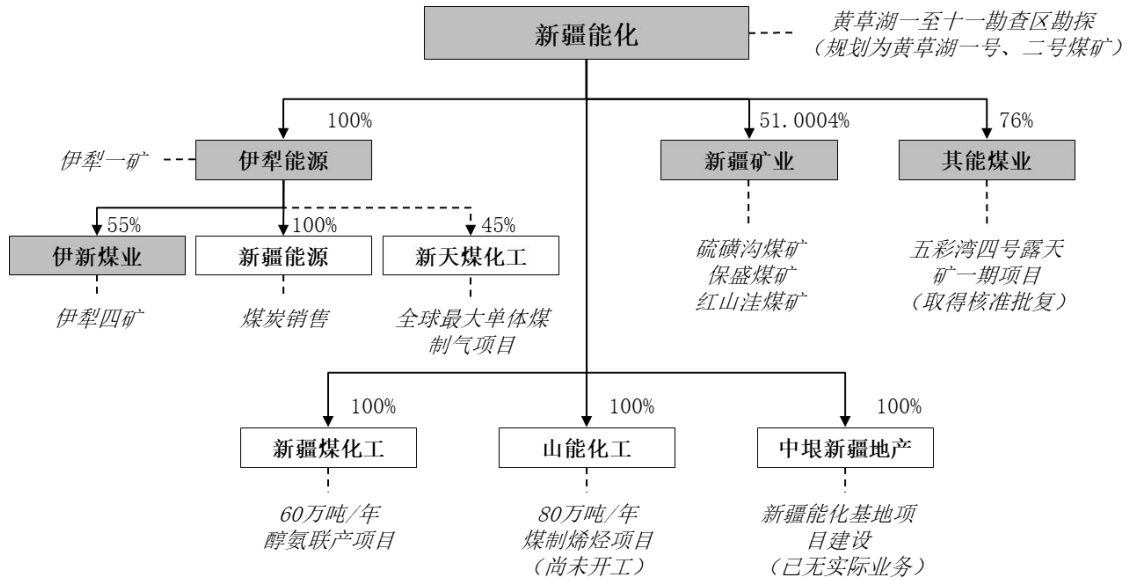 新疆能化
黄草湖一至十一勘查区勘探
（规划为黄草湖一号、二号煤矿）
100%
51.0004%
76%
伊犁一矿
伊犁能源
新疆矿业
其能煤业
55%
100%
45%
伊新煤业
新疆能源
新天煤化工
硫磺沟煤矿
保盛煤矿
红山洼煤矿
五彩湾四号露天
矿一期项目
（取得核准批复）
伊犁四矿
煤炭销售
全球最大单体煤
制气项目
100%
100%
100%
新疆煤化工
山能化工
中垠新疆地产
60万吨/年
醇氨联产项目
80万吨/年
煤制烯烃项目
（尚未开工）
新疆能化基地项
目建设
（已无实际业务）